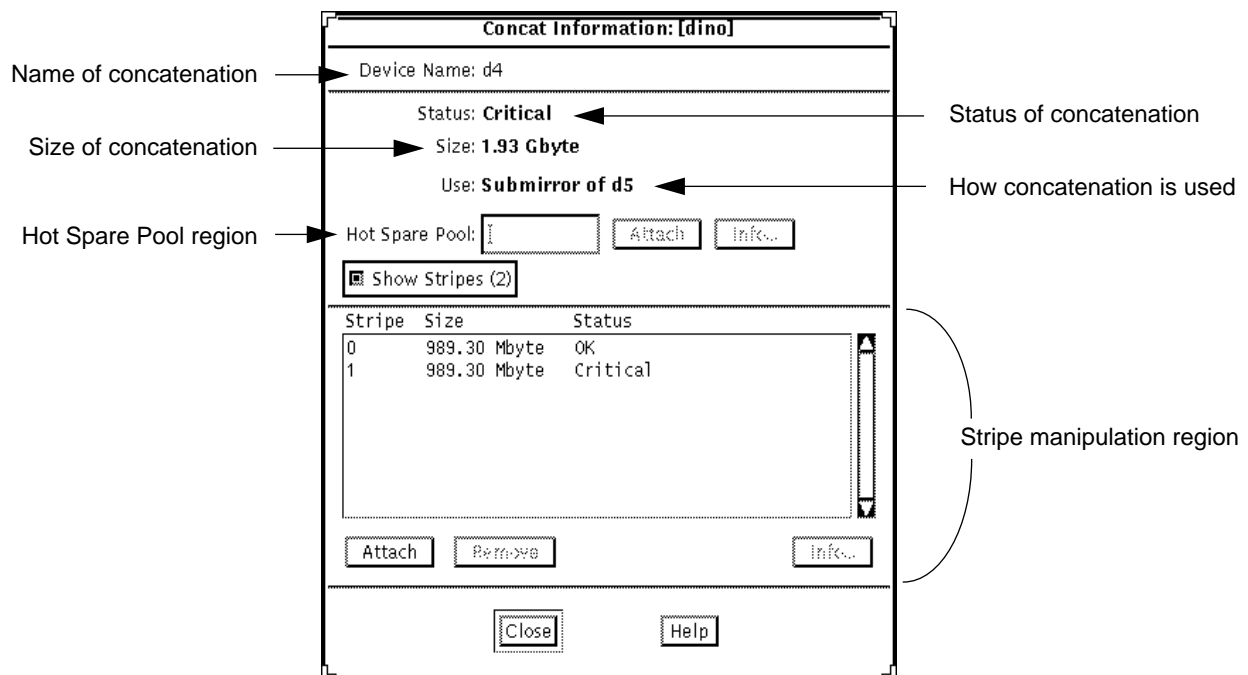 Concat Information: [dino]
Name of concatenation
Device Name: d4
Status: Critical
Status of concatenation
Size of concatenation
Size: 1.93 Gbyte
Use: Submirror of d5
How concatenation is used
Hot Spare Pool region
Hot Spare Pool: Attach Info...
Show Stripes (2)
Stripe Size Status
0 989.30 Mbyte OK
1 989.30 Mbyte Critical
Stripe manipulation region
Attach Remove Info...
Close Help